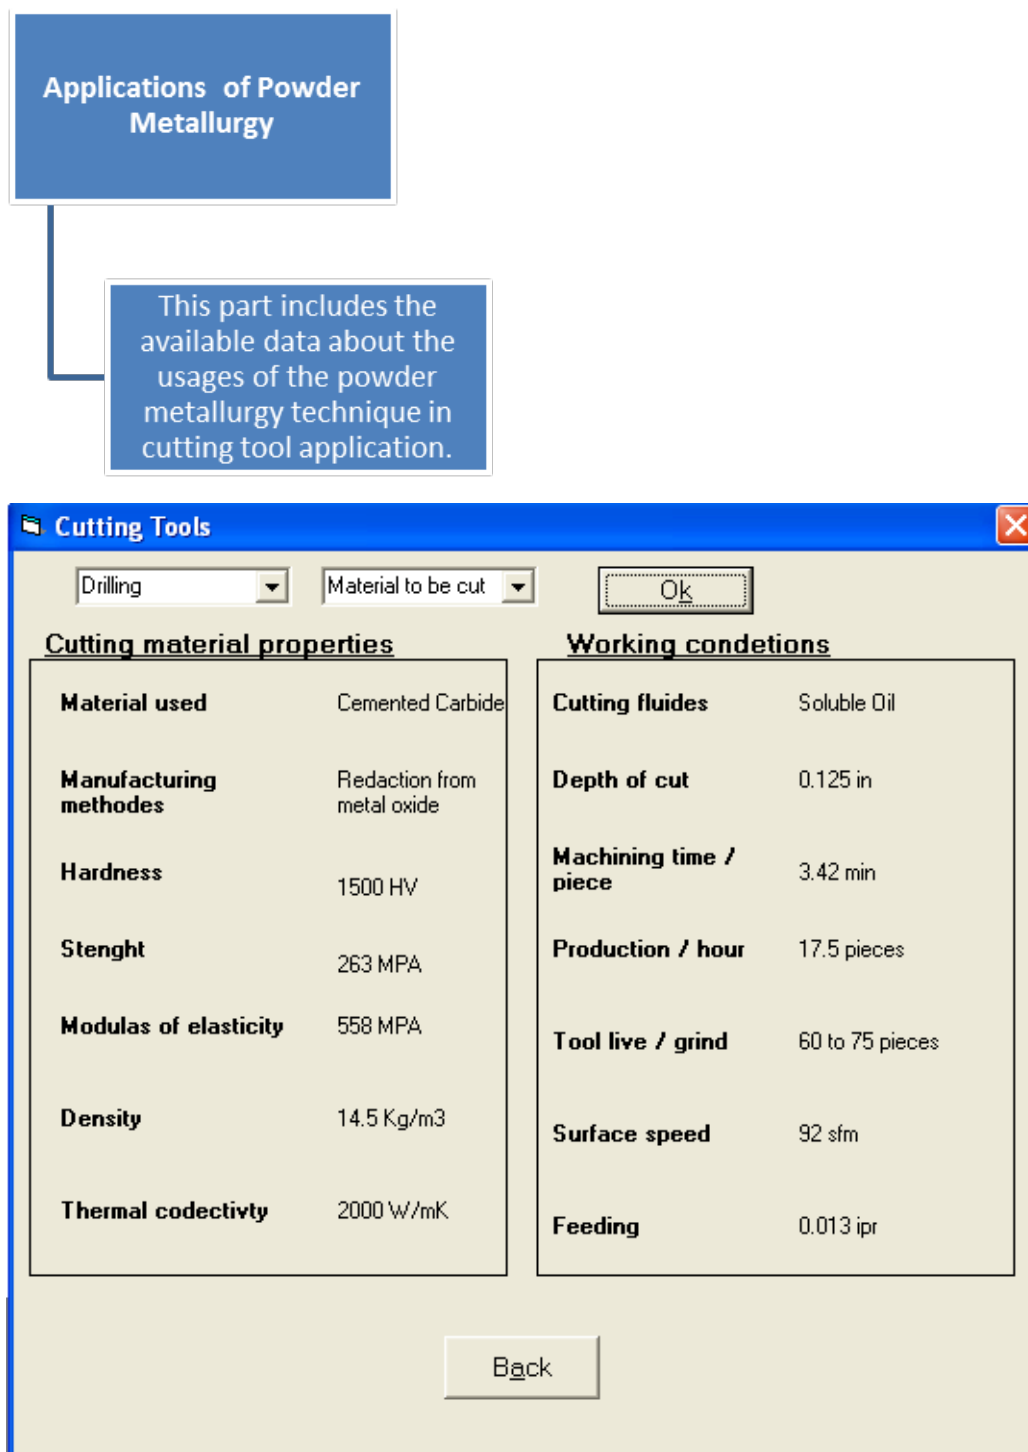 Applications of Powder
Metallurgy
This part includes the
available data about the
usages of the powder
metallurgy technique in
cutting tool application.
Cutting Tools
Drilling
Material to be cut
Ok
Cutting material properties
Material used
Cemented Carbide
Manufacturing
methodes
Redaction from
metal oxide
Hardness
1500 HV
Stenght
263 MPA
Modulas of elasticity
558 MPA
Density
14.5 Kg/m3
Thermal codectivty
2000 W/mK
Working condetions
Cutting fluides
Soluble Oil
Depth of cut
0.125 in
Machining time /
piece
3.42 min
Production / hour
17.5 pieces
Tool live / grind
60 to 75 pieces
Surface speed
92 sfm
Feeding
0.013 ipr
Back